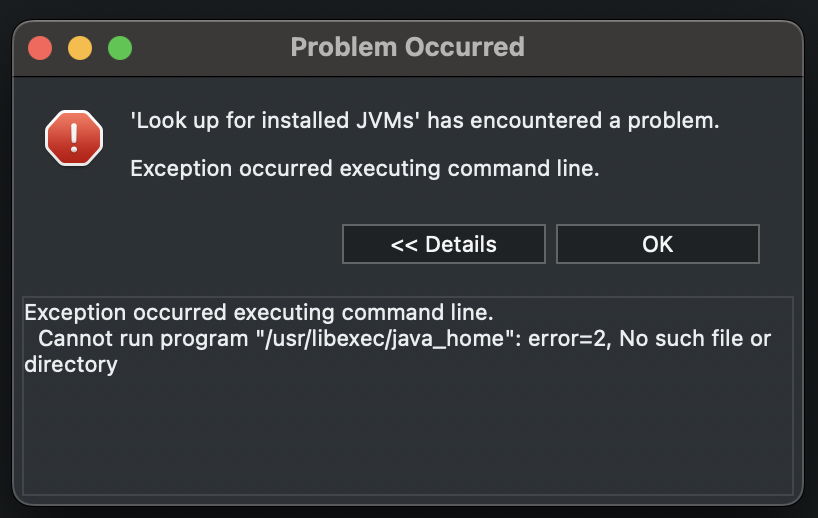 Problem Occurred
'Look up for installed JVMs' has encountered a problem.
Exception occurred executing command line.
<< Details
OK
Exception occurred executing command line.
Cannot run program "/usr/libexec/java_home": error=2, No such file or
directory